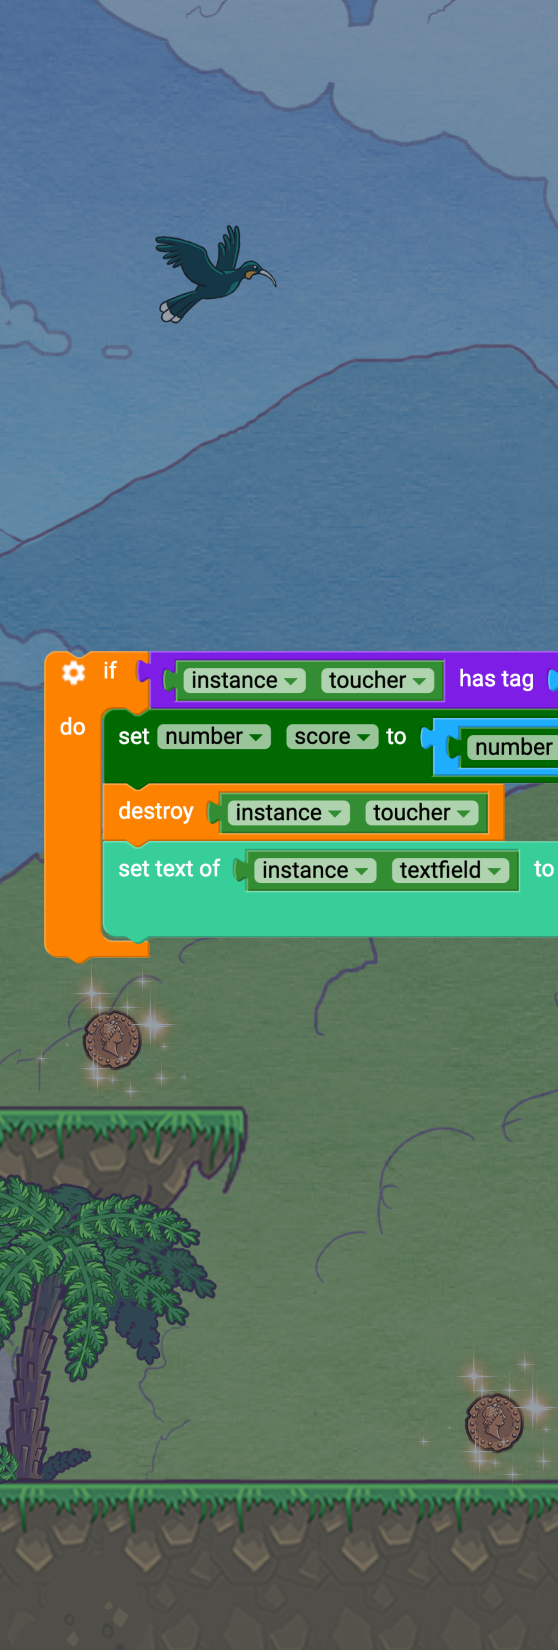 if instance toucher has tag
do
set number score to number
destroy instance toucher
set text of instance textfield to